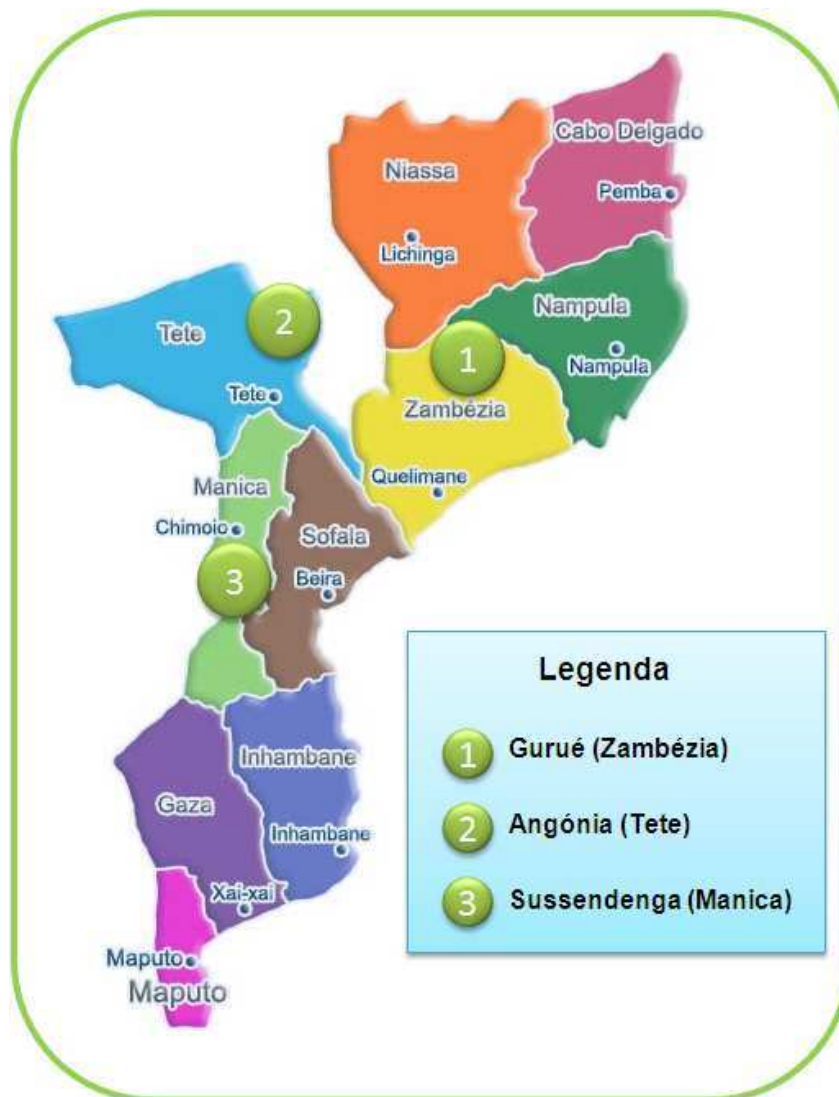 Cabo Delgado
Niassa
Pemba
Lichinga
Nampula
2
Tete
1
Nampula
Zambézia
Tete
Quelimane
Manica
Chimoio
Sofala
3
Beira
Legenda
1 Gurué (Zambézia)
2 Angónia (Tete)
3 Sussendenga (Manica)
Inhambane
Gaza
Inhambane
Xai-xai
Maputo
Maputo